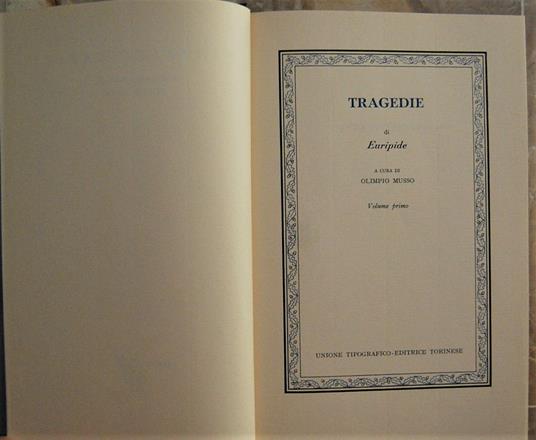 TRAGEDIE
di
Euripide
A CURA DI
OLIMPIO MUSSO
Volume primo
UNIONE TIPOGRAFICO-EDITRICE TORINESE